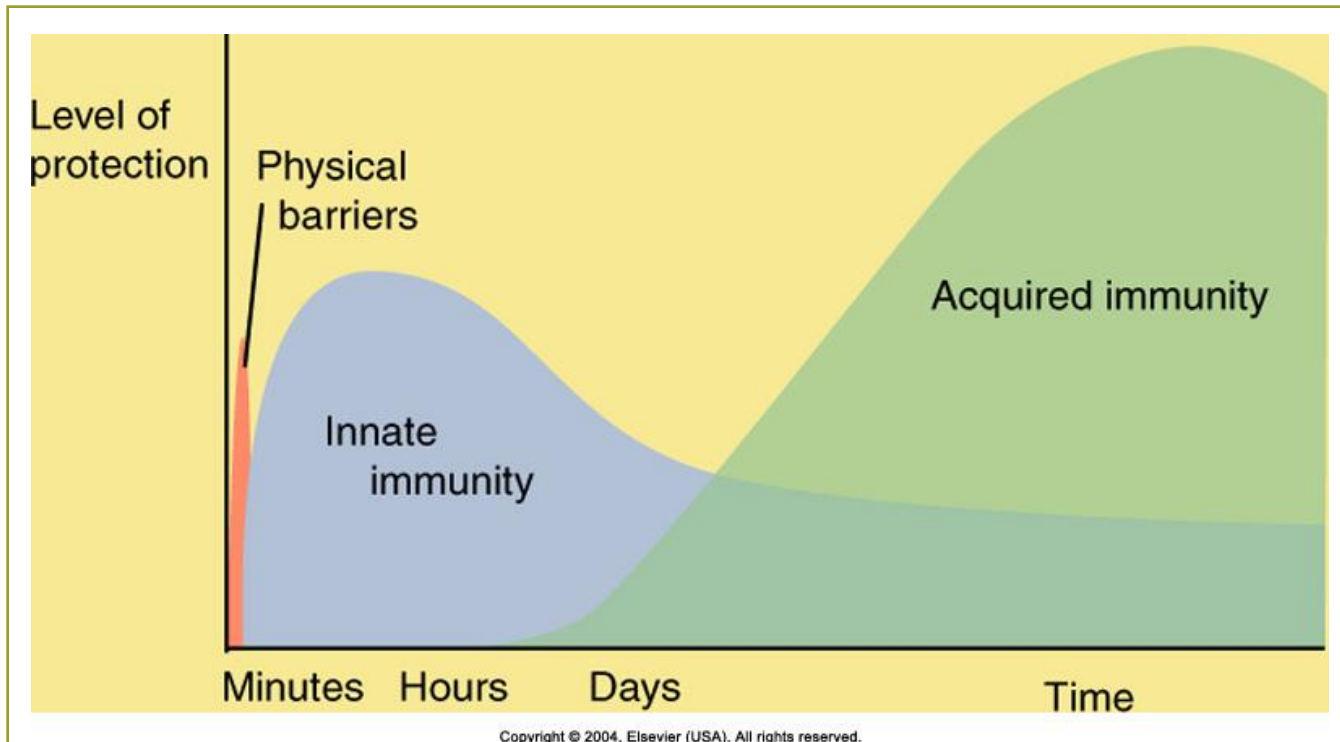 Level of
protection
Physical
barriers
Innate
immunity
Acquired immunity
Minutes Hours Days Time
Copyright © 2004, Elsevier (USA). All rights reserved.